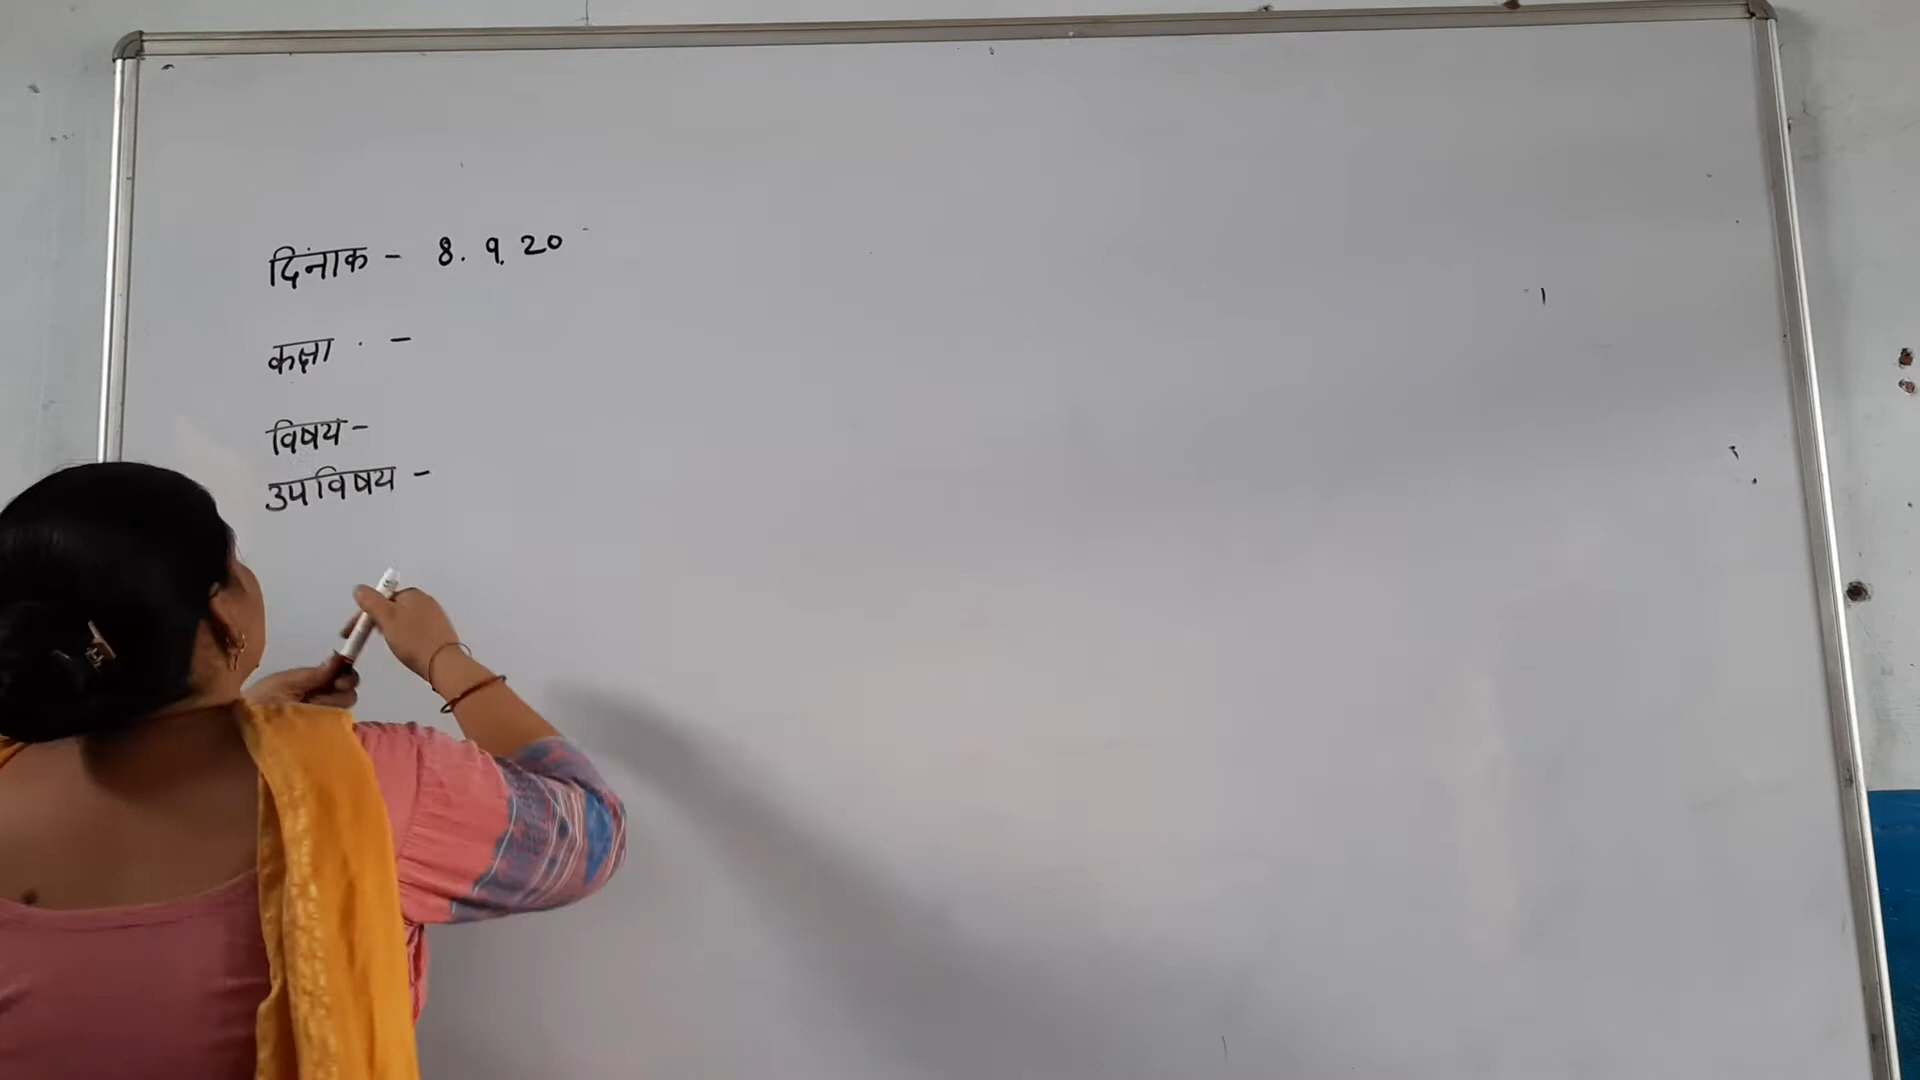 दिंनाक - 8. 9. 20
कक्षा -
विषय -
उपविषय -